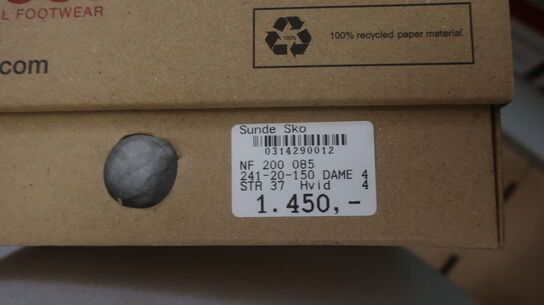 L FOOTWEAR
.com
100%
100% recycled paper material.
Sunde Sko
0314290012
NF 200 085
241-20-150 DAME 4
STR 37 Hvid 4
1.450,-